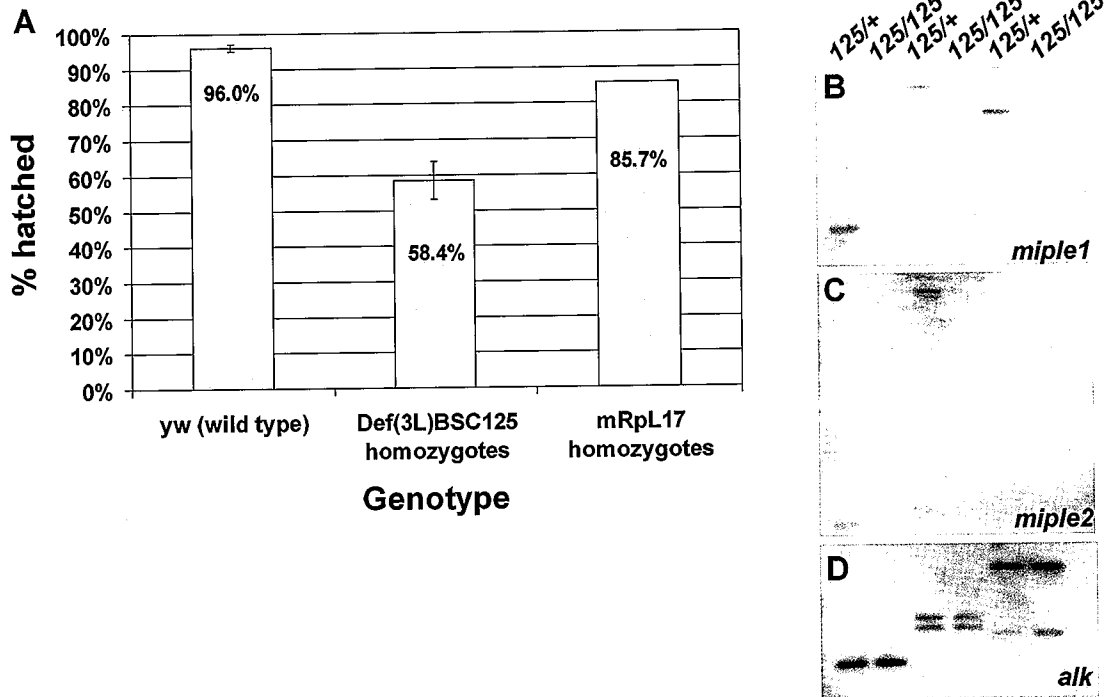 A
100%
90%
80%
70%
60%
50%
40%
30%
20%
10%
0%
% hatched
96.0%
58.4%
85.7%
yw (wild type)
Def(3L)BSC125
homozygotes
mRpL17
homozygotes
Genotype
125/+
125/125
125/+
125/125
125/+
125/125
B
miple1
C
miple2
D
alk